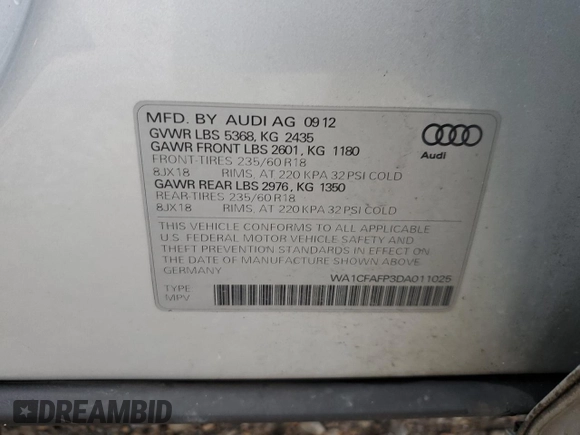 MFD. BY AUDI AG 09 12
GVWR LBS 5368, KG 2435
GAWR FRONT LBS 2601, KG 1180
FRONT-TIRES 235/60 R18
8JX18 RIMS, AT 220 KPA 32 PSI COLD
GAWR REAR LBS 2976, KG 1350
REAR-TIRES 235/60 R18
8JX18 RIMS, AT 220 KPA 32 PSI COLD
Audi
THIS VEHICLE CONFORMS TO ALL APPLICABLE
U.S. FEDERAL MOTOR VEHICLE SAFETY AND
THEFT PREVENTION STANDARDS IN EFFECT ON
THE DATE OF MANUFACTURE SHOWN ABOVE
GERMANY
WA1CFAFP3DA011025
TYPE
MPV
DREAMBID